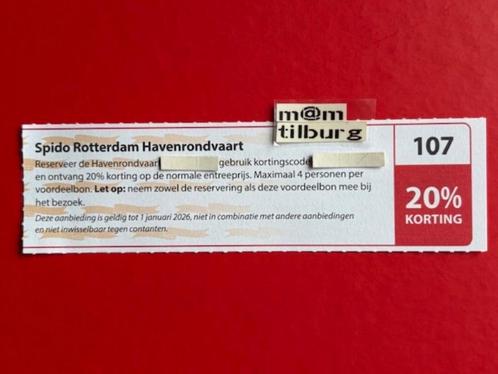 m@m
tilburg
Spido Rotterdam Havenrondvaart
Reserveer de Havenrondvaart gebruik kortingscode
en ontvang 20% korting op de normale entreeprijs. Maximaal 4 personen per
voordeelbon. Let op: neem zowel de reservering als deze voordeelbon mee bij
het bezoek.
Deze aanbieding is geldig tot 1 januari 2026, niet in combinatie met andere aanbiedingen
en niet inwisselbaar tegen contanten.
107
20%
KORTING